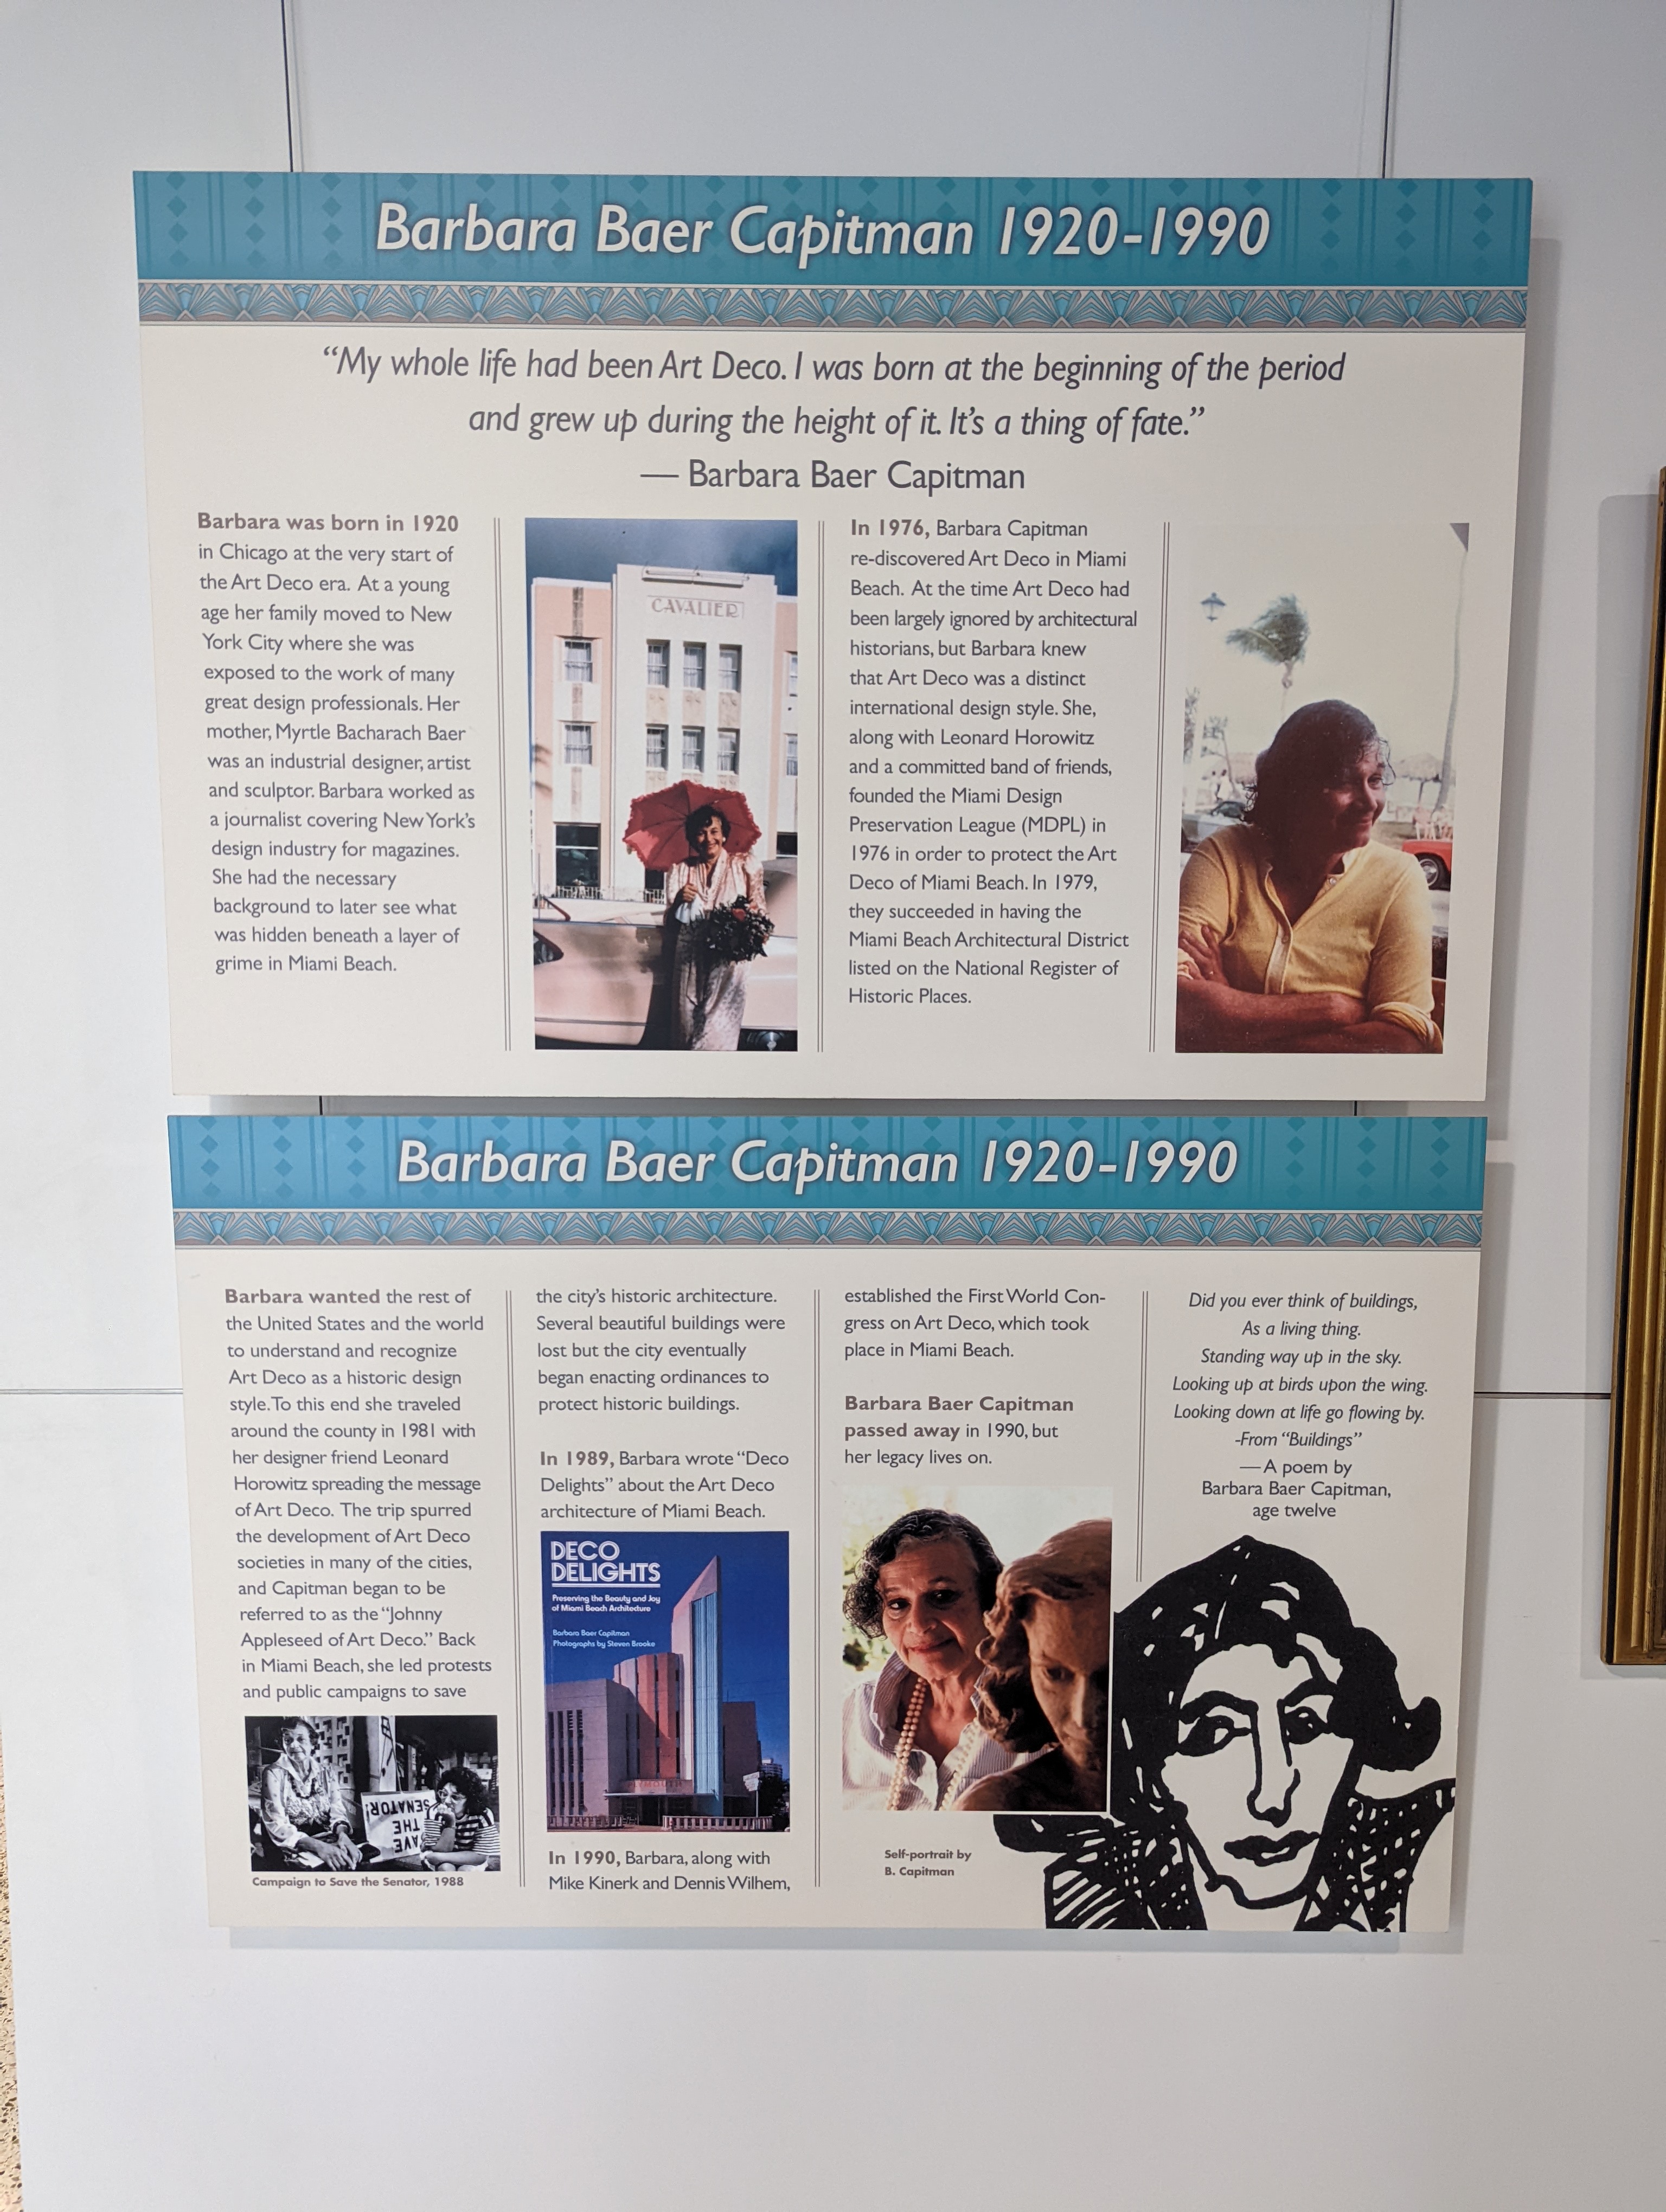 Barbara Baer Capitman 1920-1990
“My whole life had been Art Deco. I was born at the beginning of the period
and grew up during the height of it. It’s a thing of fate.”
— Barbara Baer Capitman
Barbara was born in 1920
in Chicago at the very start of
the Art Deco era. At a young
age her family moved to New
York City where she was
exposed to the work of many
great design professionals. Her
mother, Myrtle Bacharach Baer
was an industrial designer, artist
and sculptor. Barbara worked as
a journalist covering New York’s
design industry for magazines.
She had the necessary
background to later see what
was hidden beneath a layer of
grime in Miami Beach.
CAVALIER
In 1976, Barbara Capitman
re-discovered Art Deco in Miami
Beach. At the time Art Deco had
been largely ignored by architectural
historians, but Barbara knew
that Art Deco was a distinct
international design style. She,
along with Leonard Horowitz
and a committed band of friends,
founded the Miami Design
Preservation League (MDPL) in
1976 in order to protect the Art
Deco of Miami Beach. In 1979,
they succeeded in having the
Miami Beach Architectural District
listed on the National Register of
Historic Places.
Barbara Baer Capitman 1920-1990
Barbara wanted the rest of
the United States and the world
to understand and recognize
Art Deco as a historic design
style. To this end she traveled
around the county in 1981 with
her designer friend Leonard
Horowitz spreading the message
of Art Deco. The trip spurred
the development of Art Deco
societies in many of the cities,
and Capitman began to be
referred to as the “Johnny
Appleseed of Art Deco.” Back
in Miami Beach, she led protests
and public campaigns to save
AVE
THE
SENATOR!
Campaign to Save the Senator, 1988
the city’s historic architecture.
Several beautiful buildings were
lost but the city eventually
began enacting ordinances to
protect historic buildings.
In 1989, Barbara wrote “Deco
Delights” about the Art Deco
architecture of Miami Beach.
DECO
DELIGHTS
Preserving the Beauty and Joy
of Miami Beach Architecture
Barbara Baer Capitman
Photographs by Steven Brooke
PLYMOUTH
In 1990, Barbara, along with
Mike Kinerk and Dennis Wilhem,
established the First World Con-
gress on Art Deco, which took
place in Miami Beach.
Barbara Baer Capitman
passed away in 1990, but
her legacy lives on.
Self-portrait by
B. Capitman
Did you ever think of buildings,
As a living thing.
Standing way up in the sky.
Looking up at birds upon the wing.
Looking down at life go flowing by.
-From “Buildings”
— A poem by
Barbara Baer Capitman,
age twelve